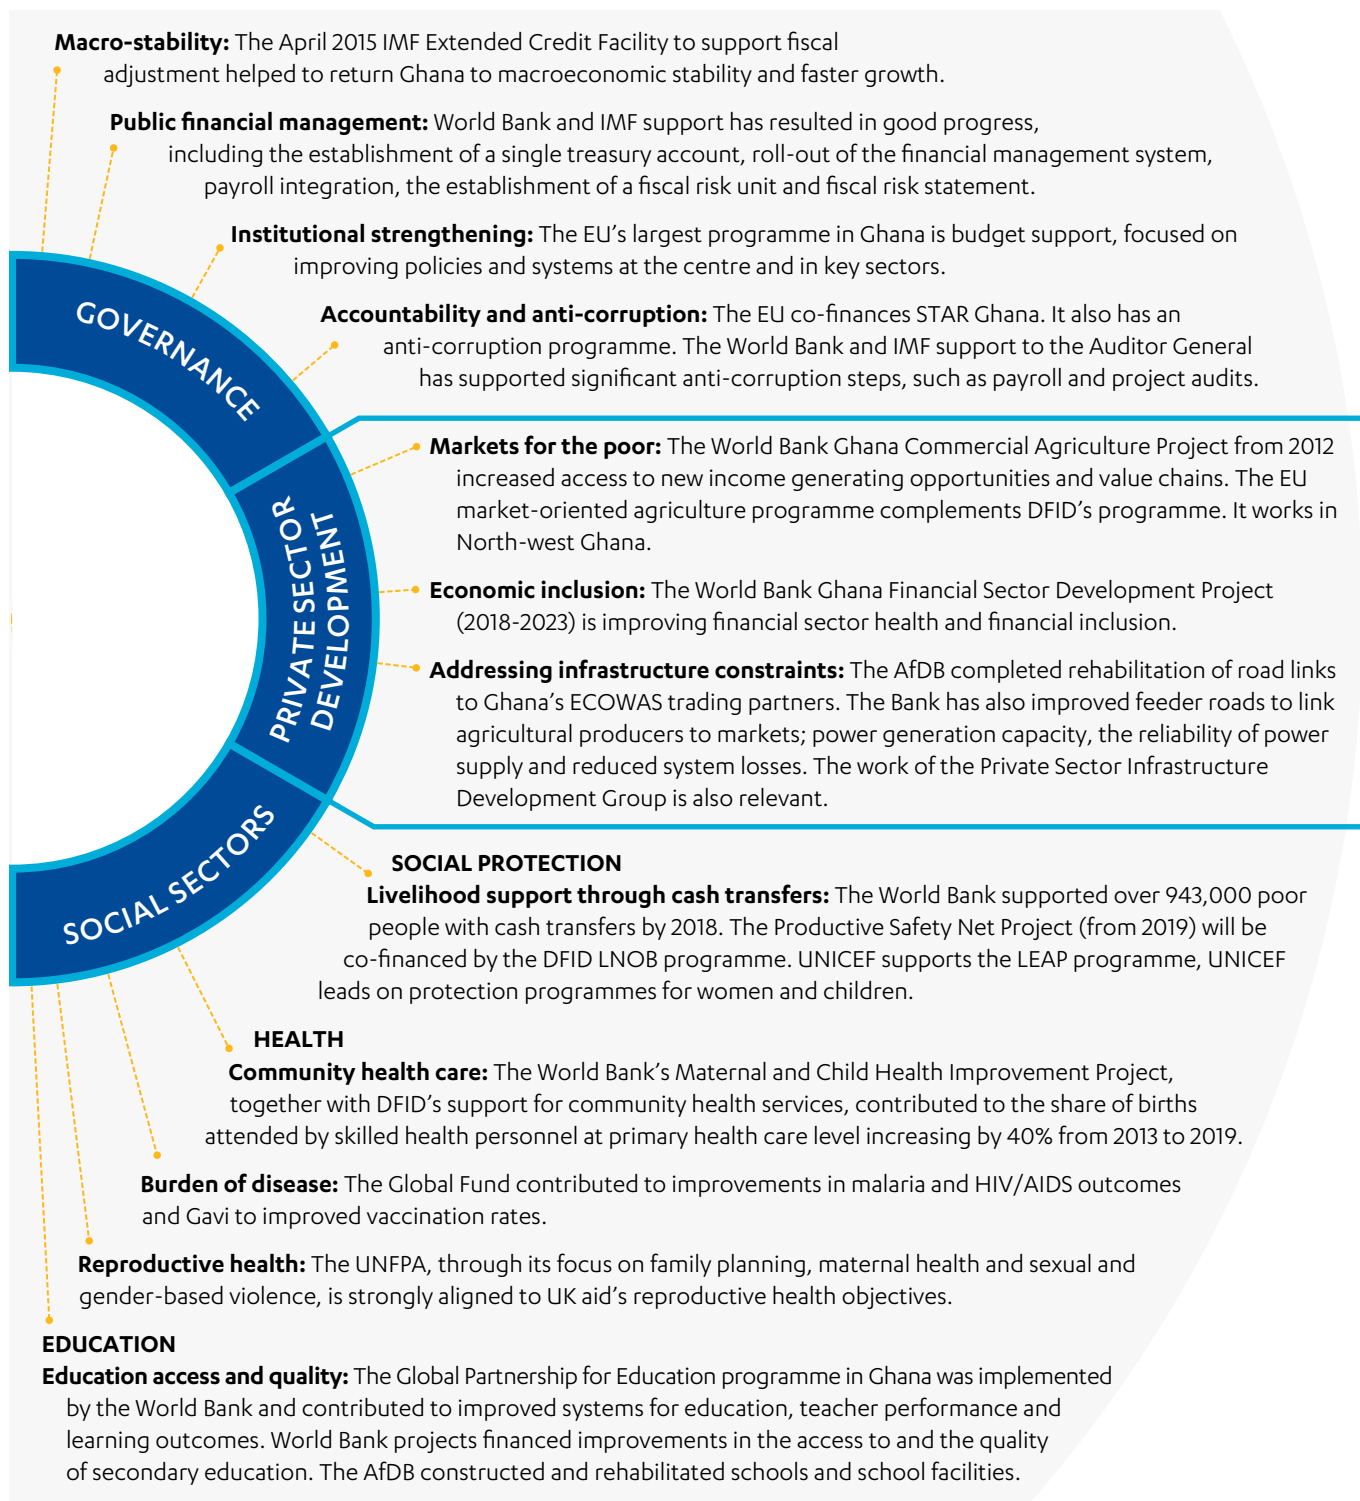 Macro-stability: The April 2015 IMF Extended Credit Facility to support fiscal
adjustment helped to return Ghana to macroeconomic stability and faster growth.
Public financial management: World Bank and IMF support has resulted in good progress,
including the establishment of a single treasury account, roll-out of the financial management system,
payroll integration, the establishment of a fiscal risk unit and fiscal risk statement.
Institutional strengthening: The EU’s largest programme in Ghana is budget support, focused on
improving policies and systems at the centre and in key sectors.
GOVERNANCE
Accountability and anti-corruption: The EU co-finances STAR Ghana. It also has an
anti-corruption programme. The World Bank and IMF support to the Auditor General
has supported significant anti-corruption steps, such as payroll and project audits.
PRIVATE SECTOR
DEVELOPMENT
Markets for the poor: The World Bank Ghana Commercial Agriculture Project from 2012
increased access to new income generating opportunities and value chains. The EU
market-oriented agriculture programme complements DFID’s programme. It works in
North-west Ghana.
Economic inclusion: The World Bank Ghana Financial Sector Development Project
(2018-2023) is improving financial sector health and financial inclusion.
Addressing infrastructure constraints: The AfDB completed rehabilitation of road links
to Ghana’s ECOWAS trading partners. The Bank has also improved feeder roads to link
agricultural producers to markets; power generation capacity, the reliability of power
supply and reduced system losses. The work of the Private Sector Infrastructure
Development Group is also relevant.
SOCIAL SECTORS
SOCIAL PROTECTION
Livelihood support through cash transfers: The World Bank supported over 943,000 poor
people with cash transfers by 2018. The Productive Safety Net Project (from 2019) will be
co-financed by the DFID LNOB programme. UNICEF supports the LEAP programme, UNICEF
leads on protection programmes for women and children.
HEALTH
Community health care: The World Bank’s Maternal and Child Health Improvement Project,
together with DFID’s support for community health services, contributed to the share of births
attended by skilled health personnel at primary health care level increasing by 40% from 2013 to 2019.
Burden of disease: The Global Fund contributed to improvements in malaria and HIV/AIDS outcomes
and Gavi to improved vaccination rates.
Reproductive health: The UNFPA, through its focus on family planning, maternal health and sexual and
gender-based violence, is strongly aligned to UK aid’s reproductive health objectives.
EDUCATION
Education access and quality: The Global Partnership for Education programme in Ghana was implemented
by the World Bank and contributed to improved systems for education, teacher performance and
learning outcomes. World Bank projects financed improvements in the access to and the quality
of secondary education. The AfDB constructed and rehabilitated schools and school facilities.